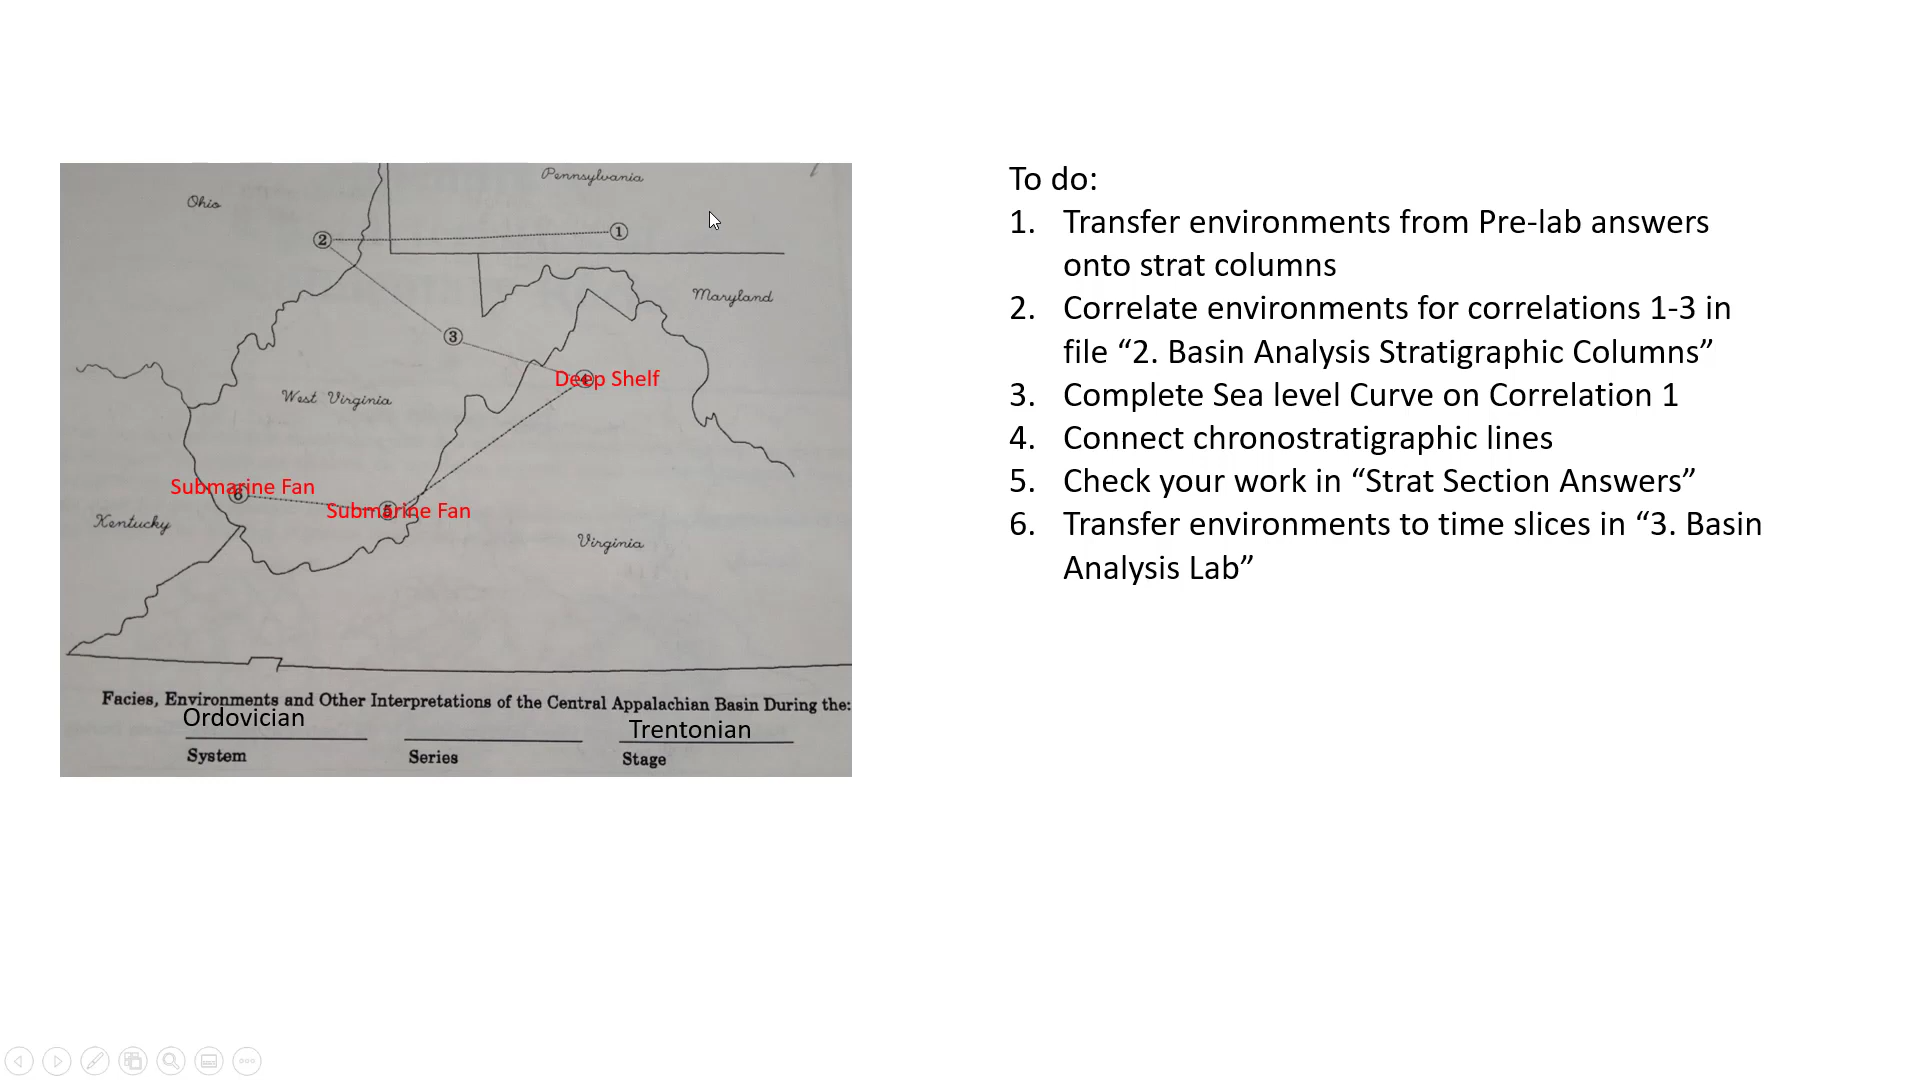 Pennsylvania
Ohio
2
1
Maryland
3
4
Deep Shelf
West Virginia
Submarine Fan
6
5
Submarine Fan
Kentucky
Virginia
Facies, Environments and Other Interpretations of the Central Appalachian Basin During the:
Ordovician
Trentonian
System
Series
Stage
To do:
1. Transfer environments from Pre-lab answers
onto strat columns
2. Correlate environments for correlations 1-3 in
file “2. Basin Analysis Stratigraphic Columns”
3. Complete Sea level Curve on Correlation 1
4. Connect chronostratigraphic lines
5. Check your work in “Strat Section Answers”
6. Transfer environments to time slices in “3. Basin
Analysis Lab”